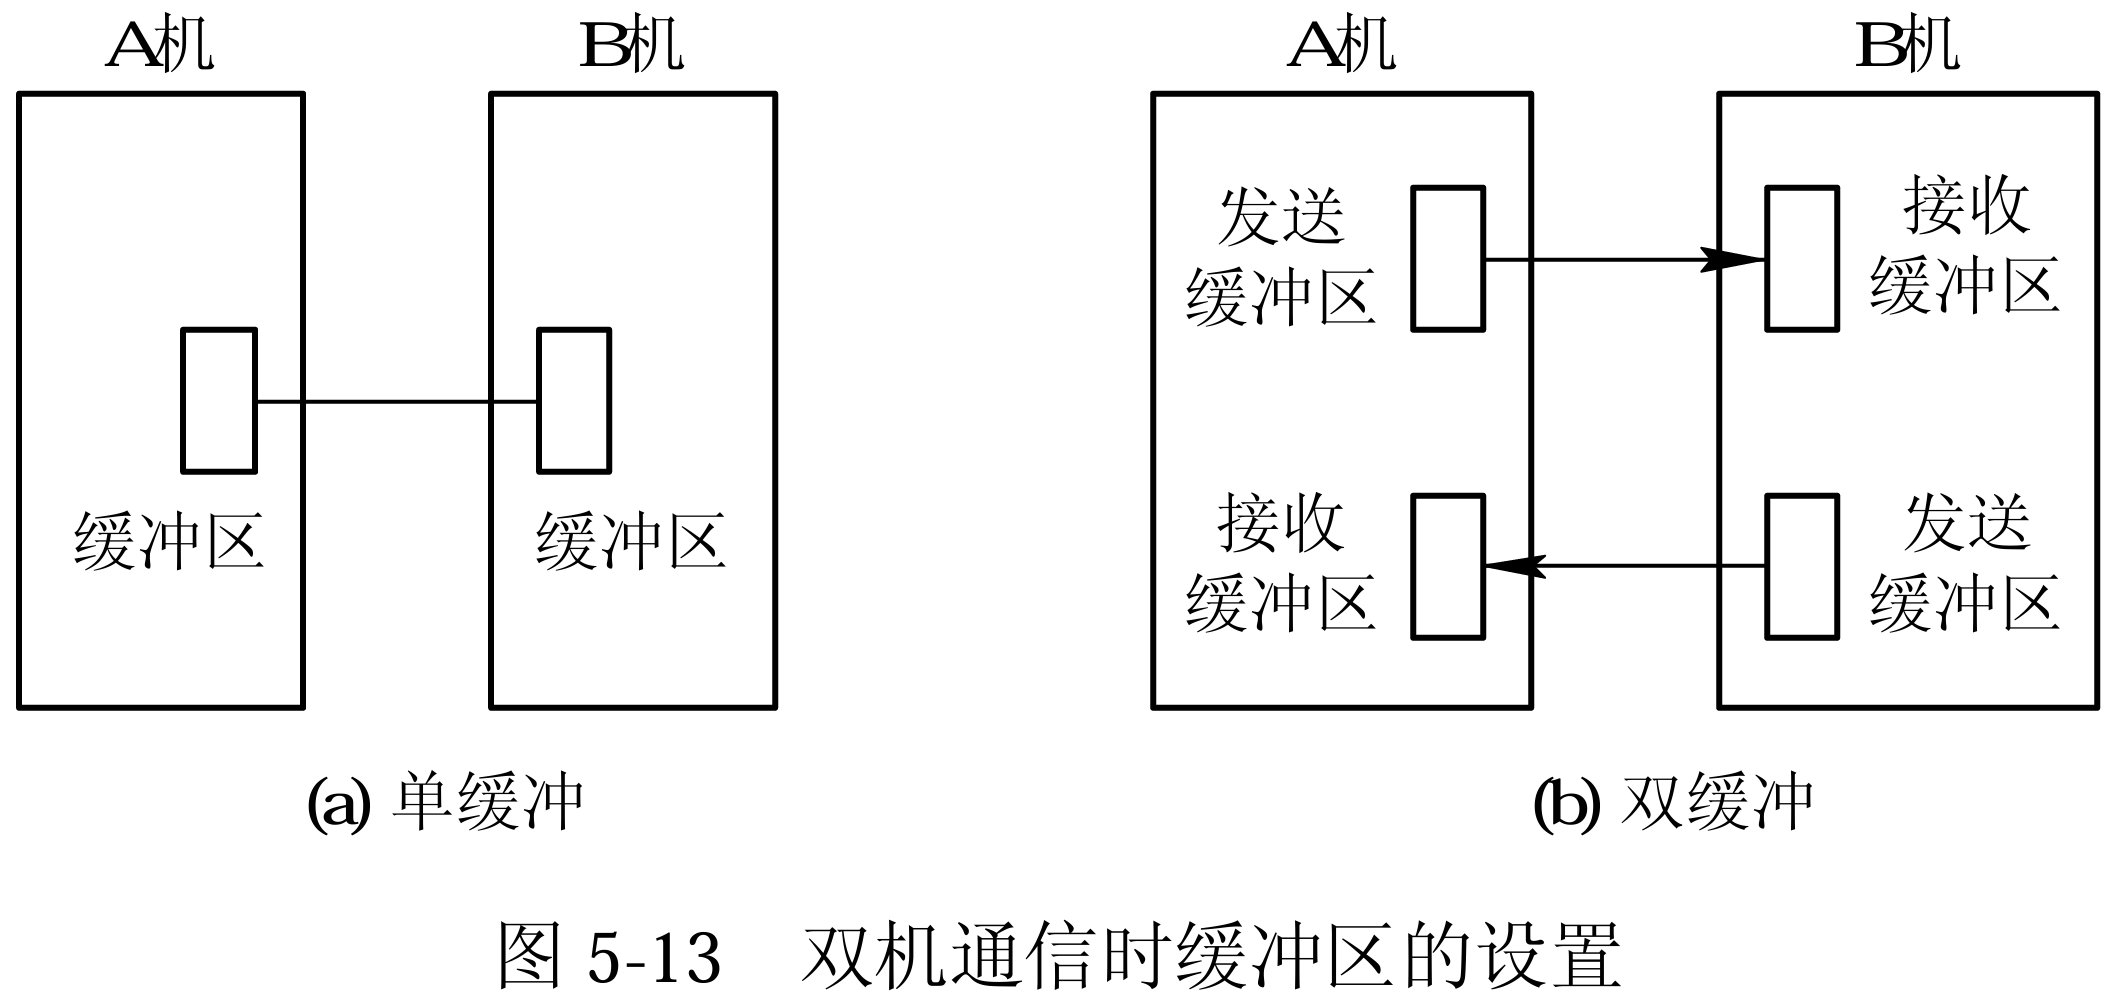 A机
B机
缓冲区
缓冲区
(a) 单缓冲
A机
B机
发送
缓冲区
接收
缓冲区
接收
缓冲区
发送
缓冲区
(b) 双缓冲
图 5-13 双机通信时缓冲区的设置